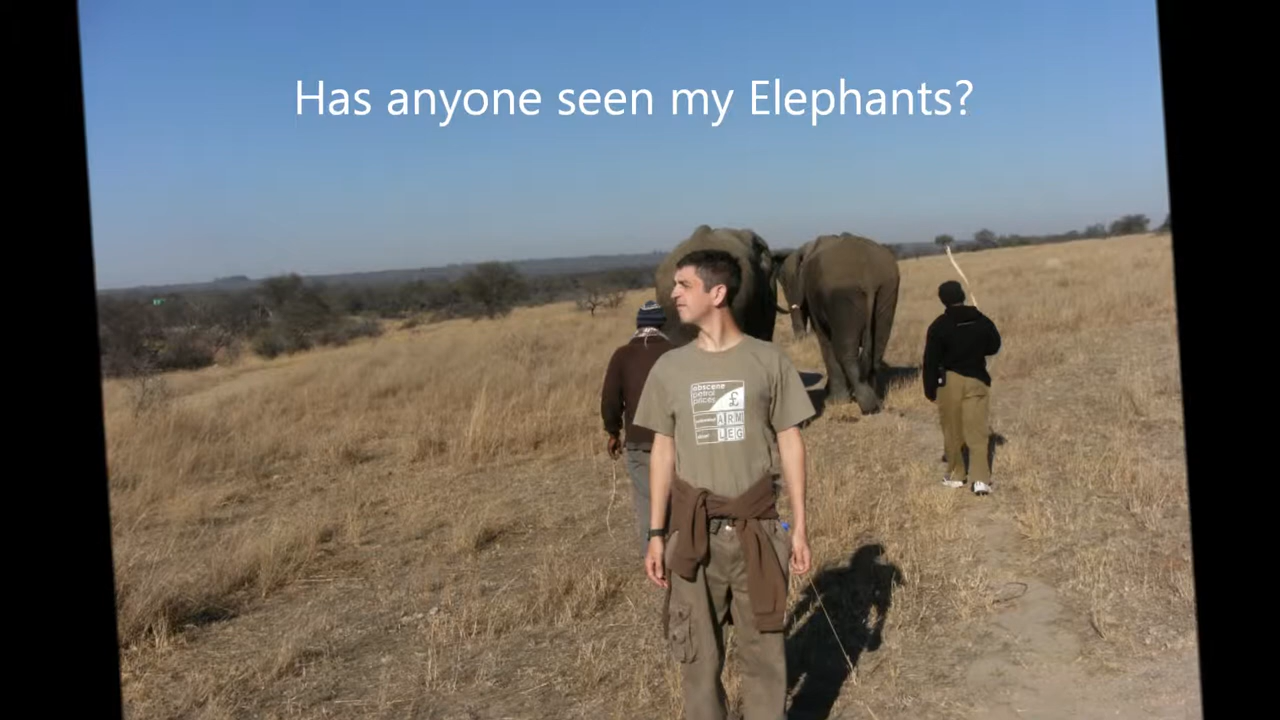 Has anyone seen my Elephants?
obscene
petrol
prices
£
ARM
LEG